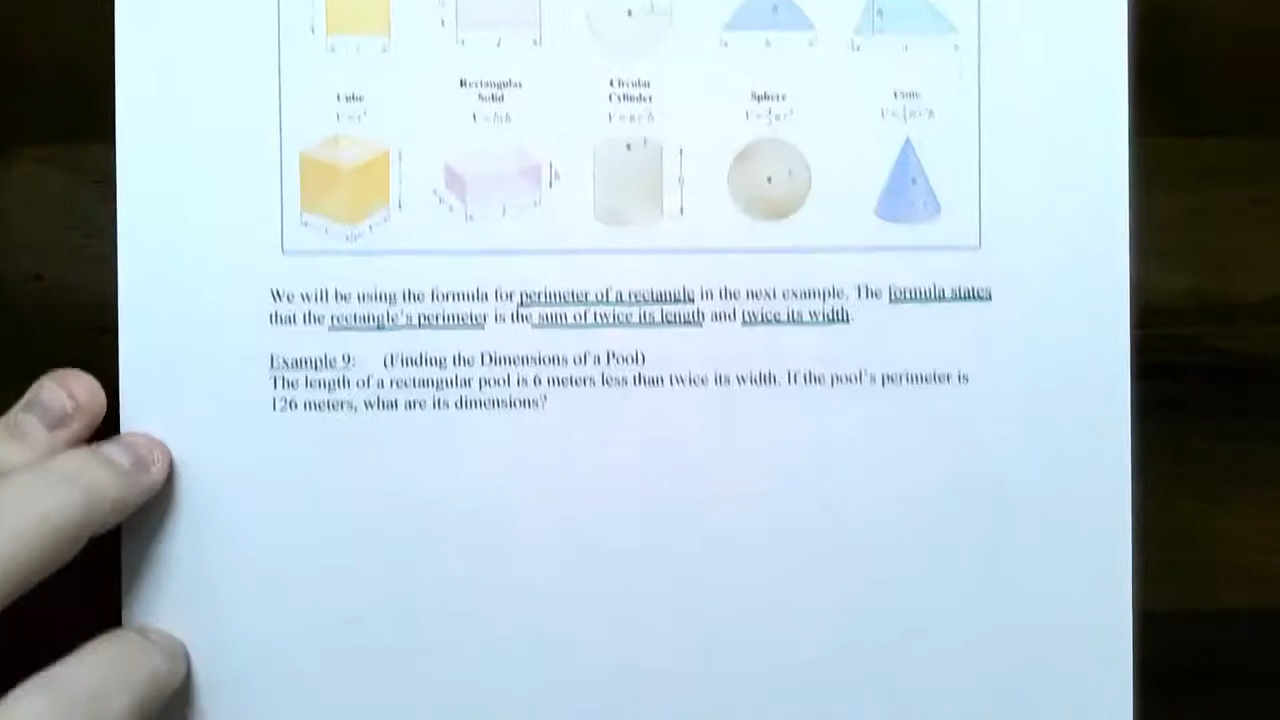 Rectangular Circular
Cube Solid Cylinder Sphere Cone
We will be using the formula for perimeter of a rectangle in the next example. The formula states
that the rectangle's perimeter is the sum of twice its length and twice its width.
Example 9: (Finding the Dimensions of a Pool)
The length of a rectangular pool is 6 meters less than twice its width. If the pool's perimeter is
126 meters, what are its dimensions?